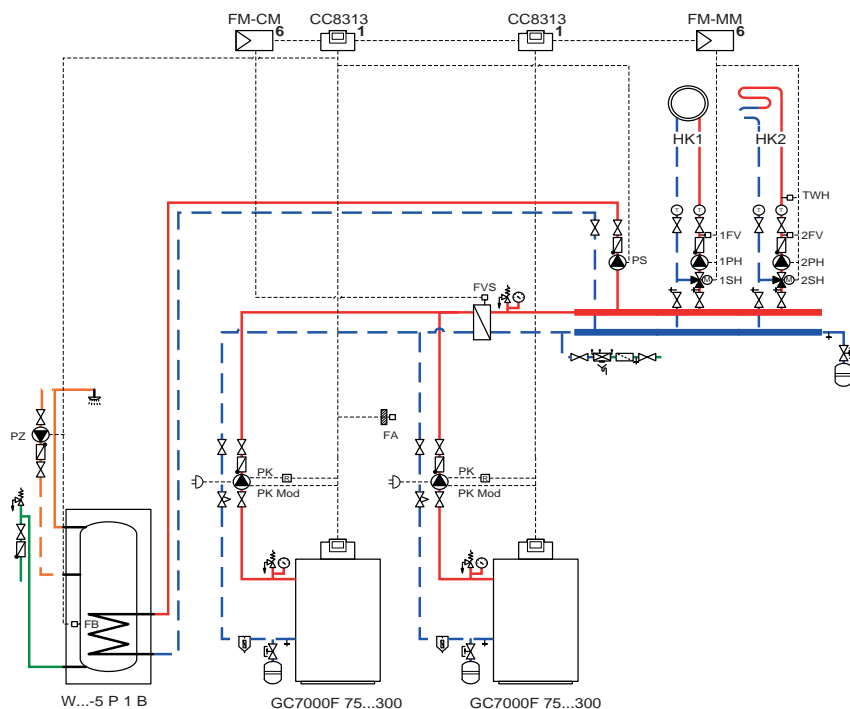 FM-CM
6
CC8313
1
CC8313
1
FM-MM
6
HK1
HK2
TWH
T
T
T
T
1FV
2FV
PS
1PH
2PH
M
1SH
M
2SH
FVS
FA
PZ
PK
R
PK Mod
PK
R
PK Mod
FB
W...-5 P 1 B
GC7000F 75...300
GC7000F 75...300